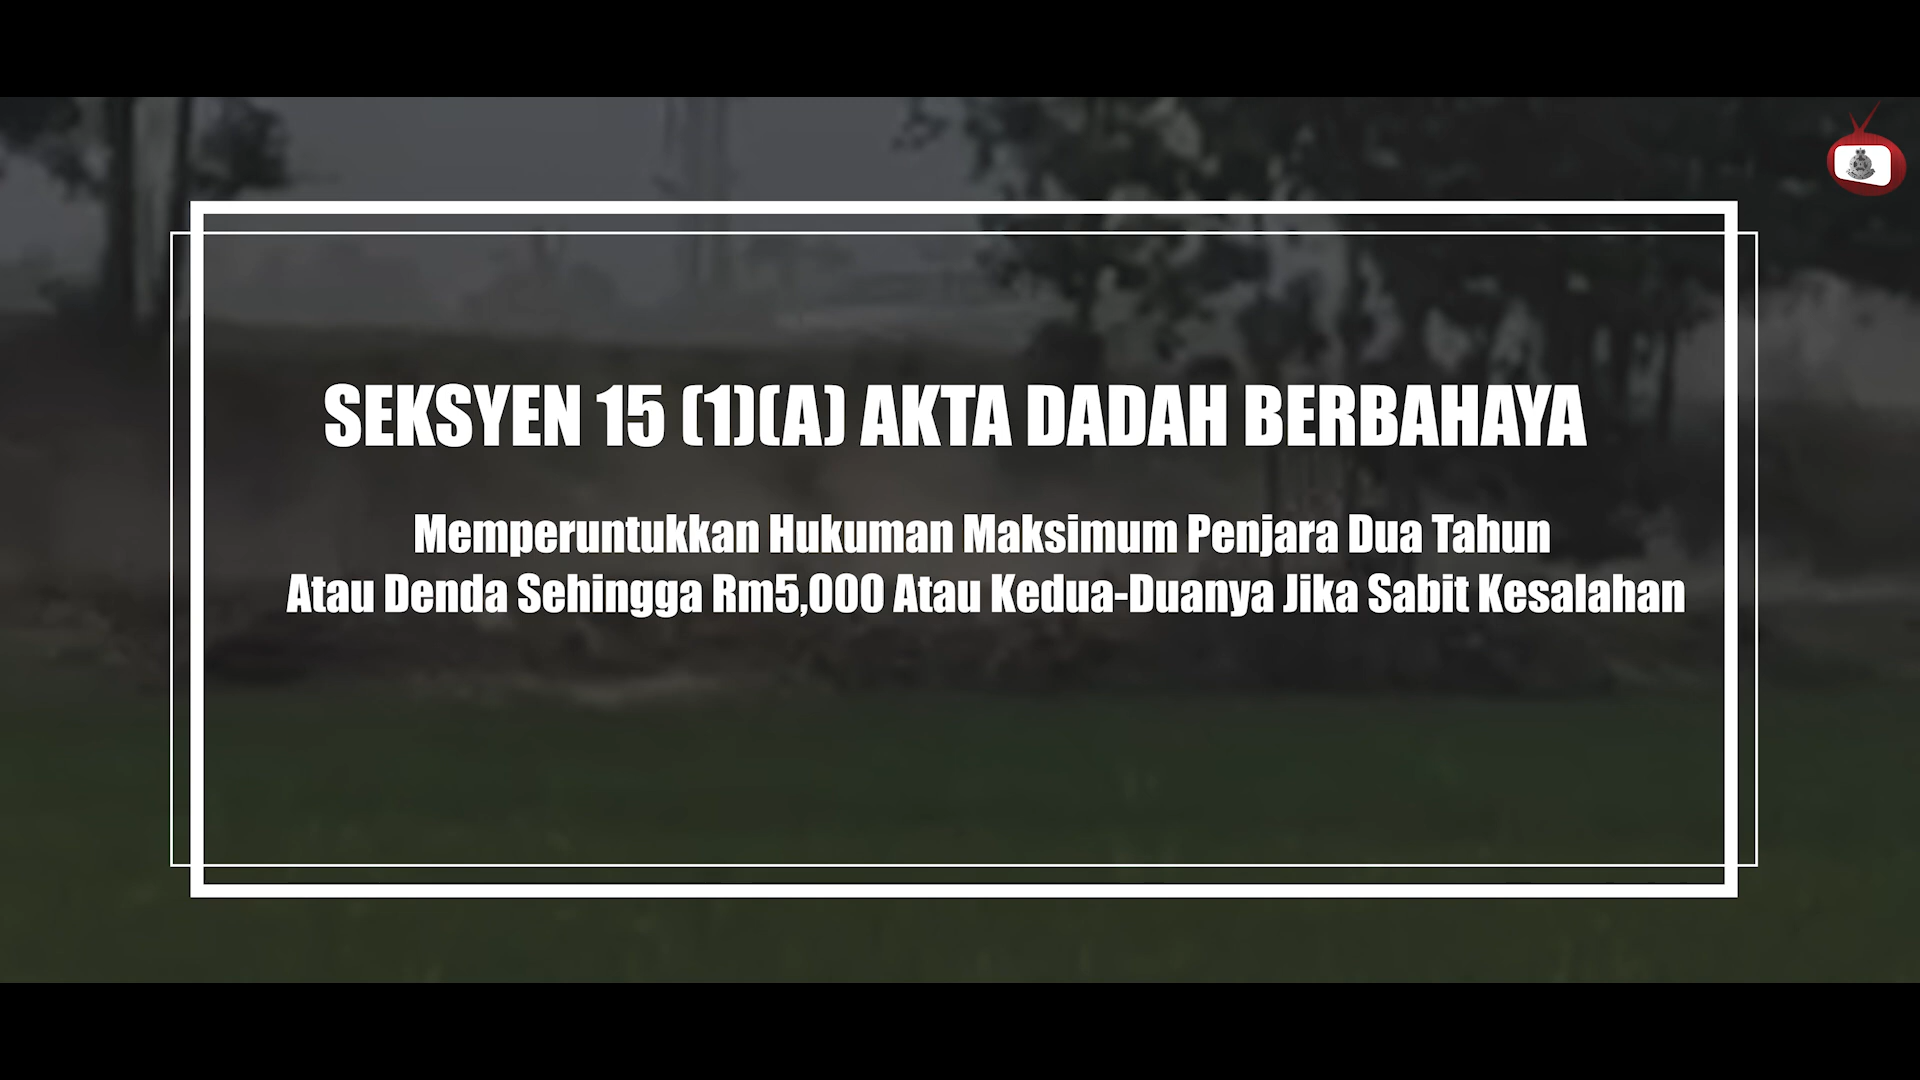 SEKSYEN 15 (1)(A) AKTA DADAH BERBAHAYA
Memperuntukkan Hukuman Maksimum Penjara Dua Tahun
Atau Denda Sehingga Rm5,000 Atau Kedua-Duanya Jika Sabit Kesalahan